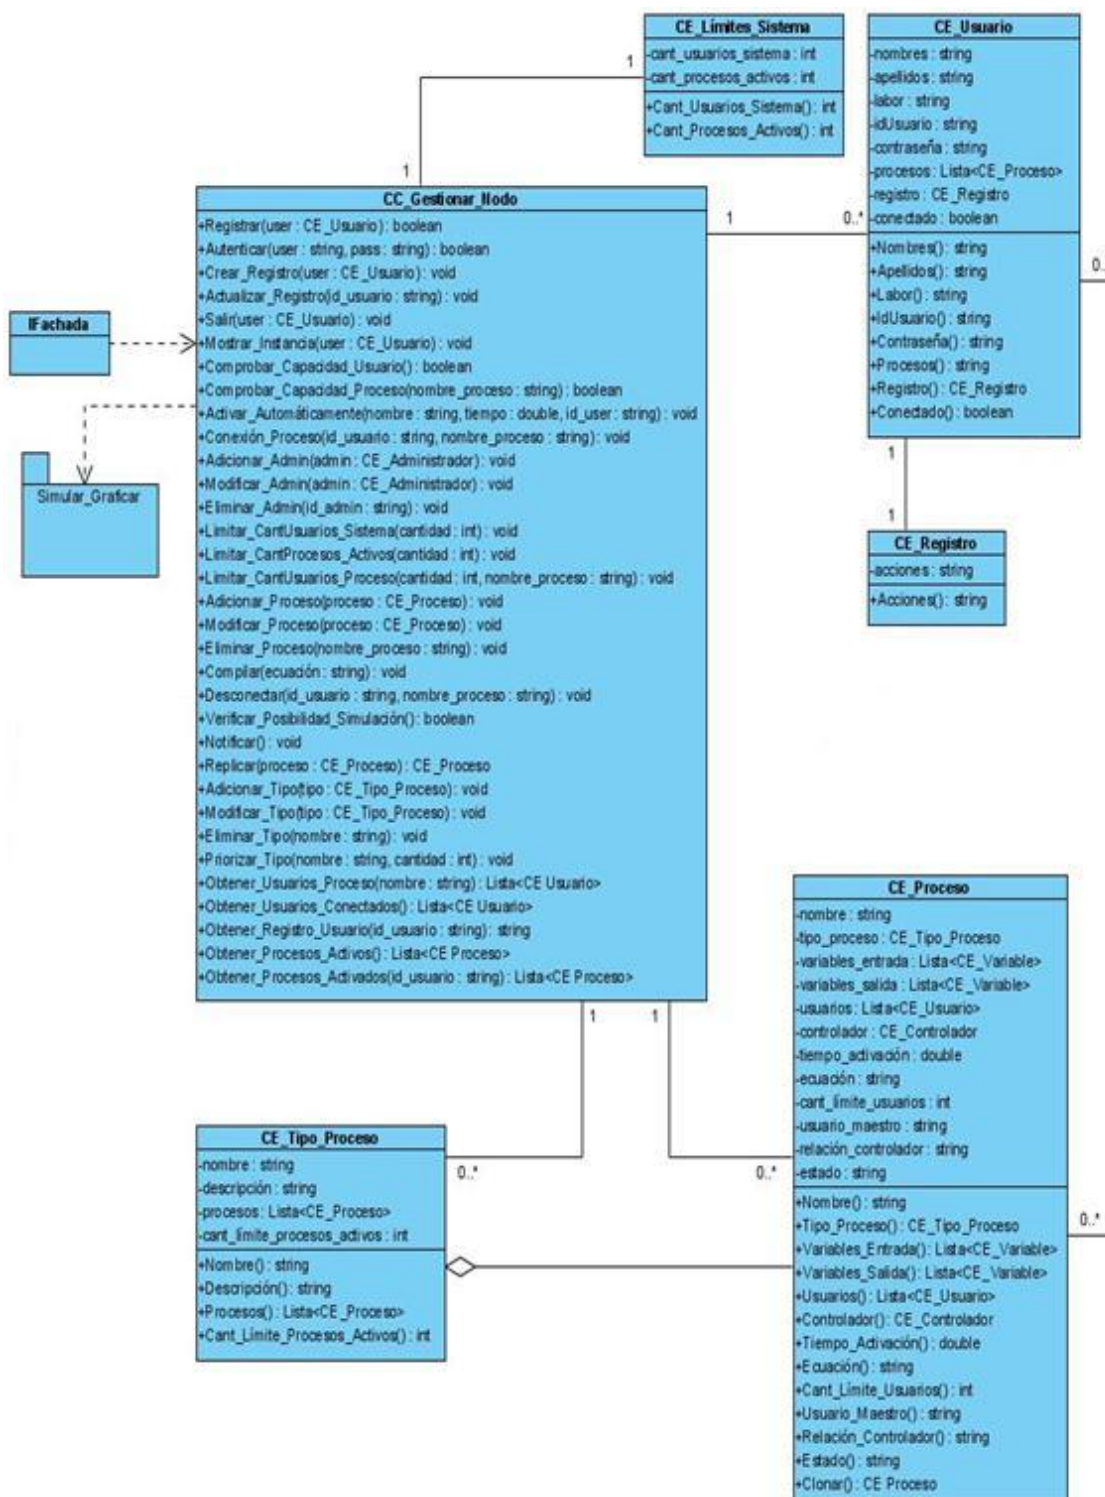 CE_Límites_Sistema
-cant_usuarios_sistema : int
-cant_procesos_activos : int
+Cant_Usuarios_Sistema() : int
+Cant_Procesos_Activos() : int
CE_Usuario
-nombres : string
-apellidos : string
-labor : string
-idUsuario : string
-contraseña : string
-procesos : Lista<CE_Proceso>
-registro : CE_Registro
-conectado : boolean
+Nombres() : string
+Apellidos() : string
+Labor() : string
+IdUsuario() : string
+Contraseña() : string
+Procesos() : string
+Registro() : CE_Registro
+Conectado() : boolean
1
1
1
0..*
0..
CC_Gestionar_Nodo
+Registrar(user : CE_Usuario) : boolean
+Autenticar(user : string, pass : string) : boolean
+Crear_Registro(user : CE_Usuario) : void
+Actualizar_Registro(id_usuario : string) : void
+Salir(user : CE_Usuario) : void
+Mostrar_Instancia(user : CE_Usuario) : void
+Comprobar_Capacidad_Usuario() : boolean
+Comprobar_Capacidad_Proceso(nombre_proceso : string) : boolean
+Activar_Automáticamente(nombre : string, tiempo : double, id_user : string) : void
+Conexión_Proceso(id_usuario : string, nombre_proceso : string) : void
+Adicionar_Admin(admin : CE_Administrador) : void
+Modificar_Admin(admin : CE_Administrador) : void
+Eliminar_Admin(id_admin : string) : void
+Limitar_CantUsuarios_Sistema(cantidad : int) : void
+Limitar_CantProcesos_Activos(cantidad : int) : void
+Limitar_CantUsuarios_Proceso(cantidad : int, nombre_proceso : string) : void
+Adicionar_Proceso(proceso : CE_Proceso) : void
+Modificar_Proceso(proceso : CE_Proceso) : void
+Eliminar_Proceso(nombre_proceso : string) : void
+Compilar(ecuación : string) : void
+Desconectar(id_usuario : string, nombre_proceso : string) : void
+Verificar_Posibilidad_Simulación() : boolean
+Notificar() : void
+Replicar(proceso : CE_Proceso) : CE_Proceso
+Adicionar_Tipo(tipo : CE_Tipo_Proceso) : void
+Modificar_Tipo(tipo : CE_Tipo_Proceso) : void
+Eliminar_Tipo(nombre : string) : void
+Priorizar_Tipo(nombre : string, cantidad : int) : void
+Obtener_Usuarios_Proceso(nombre : string) : Lista<CE Usuario>
+Obtener_Usuarios_Conectados() : Lista<CE Usuario>
+Obtener_Registro_Usuario(id_usuario : string) : string
+Obtener_Procesos_Activos() : Lista<CE Proceso>
+Obtener_Procesos_Activados(id_usuario : string) : Lista<CE Proceso>
IFachada
Simular_Graficar
1
1
CE_Registro
-acciones : string
+Acciones() : string
1
1
0..*
0..*
CE_Tipo_Proceso
-nombre : string
-descripción : string
-procesos : Lista<CE_Proceso>
-cant_límite_procesos_activos : int
+Nombre() : string
+Descripción() : string
+Procesos() : Lista<CE_Proceso>
+Cant_Límite_Procesos_Activos() : int
CE_Proceso
-nombre : string
-tipo_proceso : CE_Tipo_Proceso
-variables_entrada : Lista<CE_Variable>
-variables_salida : Lista<CE_Variable>
-usuarios : Lista<CE_Usuario>
-controlador : CE_Controlador
-tiempo_activación : double
-ecuación : string
-cant_límite_usuarios : int
-usuario_maestro : string
-relación_controlador : string
-estado : string
+Nombre() : string
+Tipo_Proceso() : CE_Tipo_Proceso
+Variables_Entrada() : Lista<CE_Variable>
+Variables_Salida() : Lista<CE_Variable>
+Usuarios() : Lista<CE_Usuario>
+Controlador() : CE_Controlador
+Tiempo_Activación() : double
+Ecuación() : string
+Cant_Límite_Usuarios() : int
+Usuario_Maestro() : string
+Relación_Controlador() : string
+Estado() : string
+Clonar() : CE Proceso
0..*